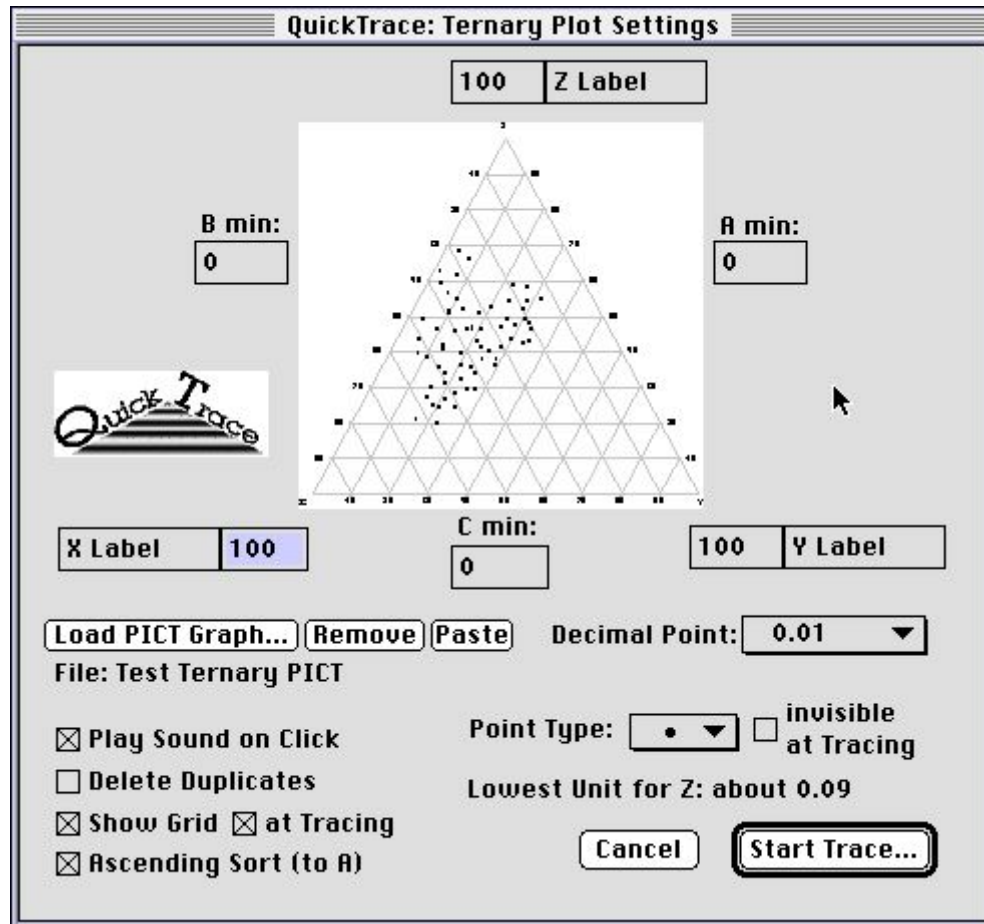 QuickTrace: Ternary Plot Settings
100 Z Label
B min:
0
A min:
0
Quick Trace
X Label 100
C min:
0
100 Y Label
Load PICT Graph... Remove Paste Decimal Point: 0.01
File: Test Ternary PICT
Play Sound on Click
Point Type:
invisible
at Tracing
Delete Duplicates
Lowest Unit for Z: about 0.09
Show Grid at Tracing
Ascending Sort (to A)
Cancel Start Trace...